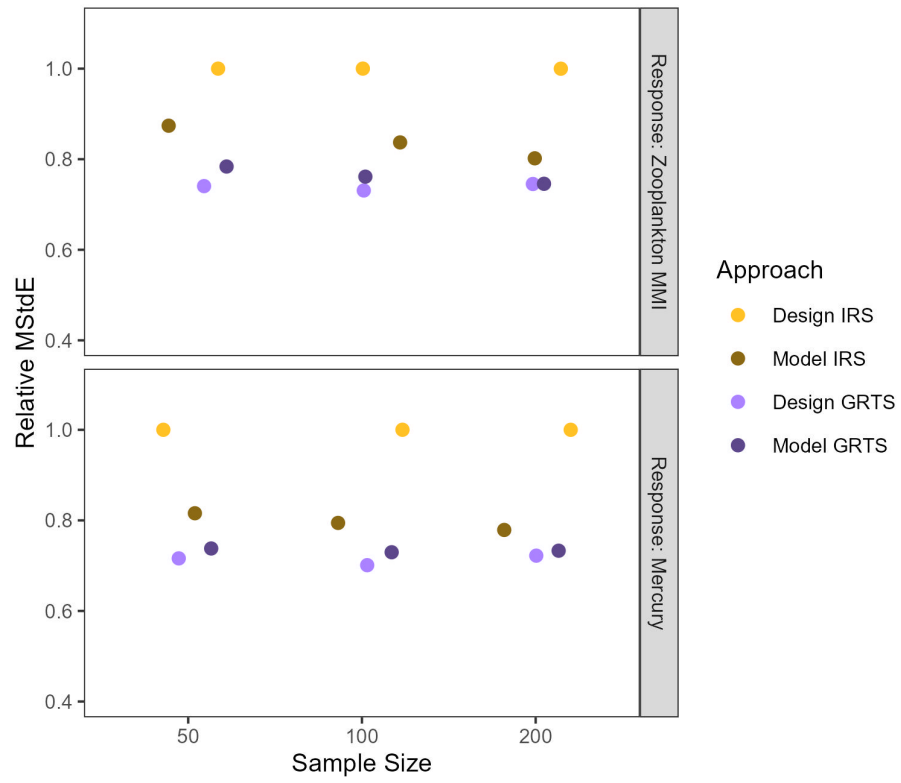 1.0
0.8
0.6
0.4
Response: Zooplankton MMI
Relative MStdE
1.0
0.8
0.6
0.4
Response: Mercury
50
100
200
Sample Size
Approach
Design IRS
Model IRS
Design GRTS
Model GRTS